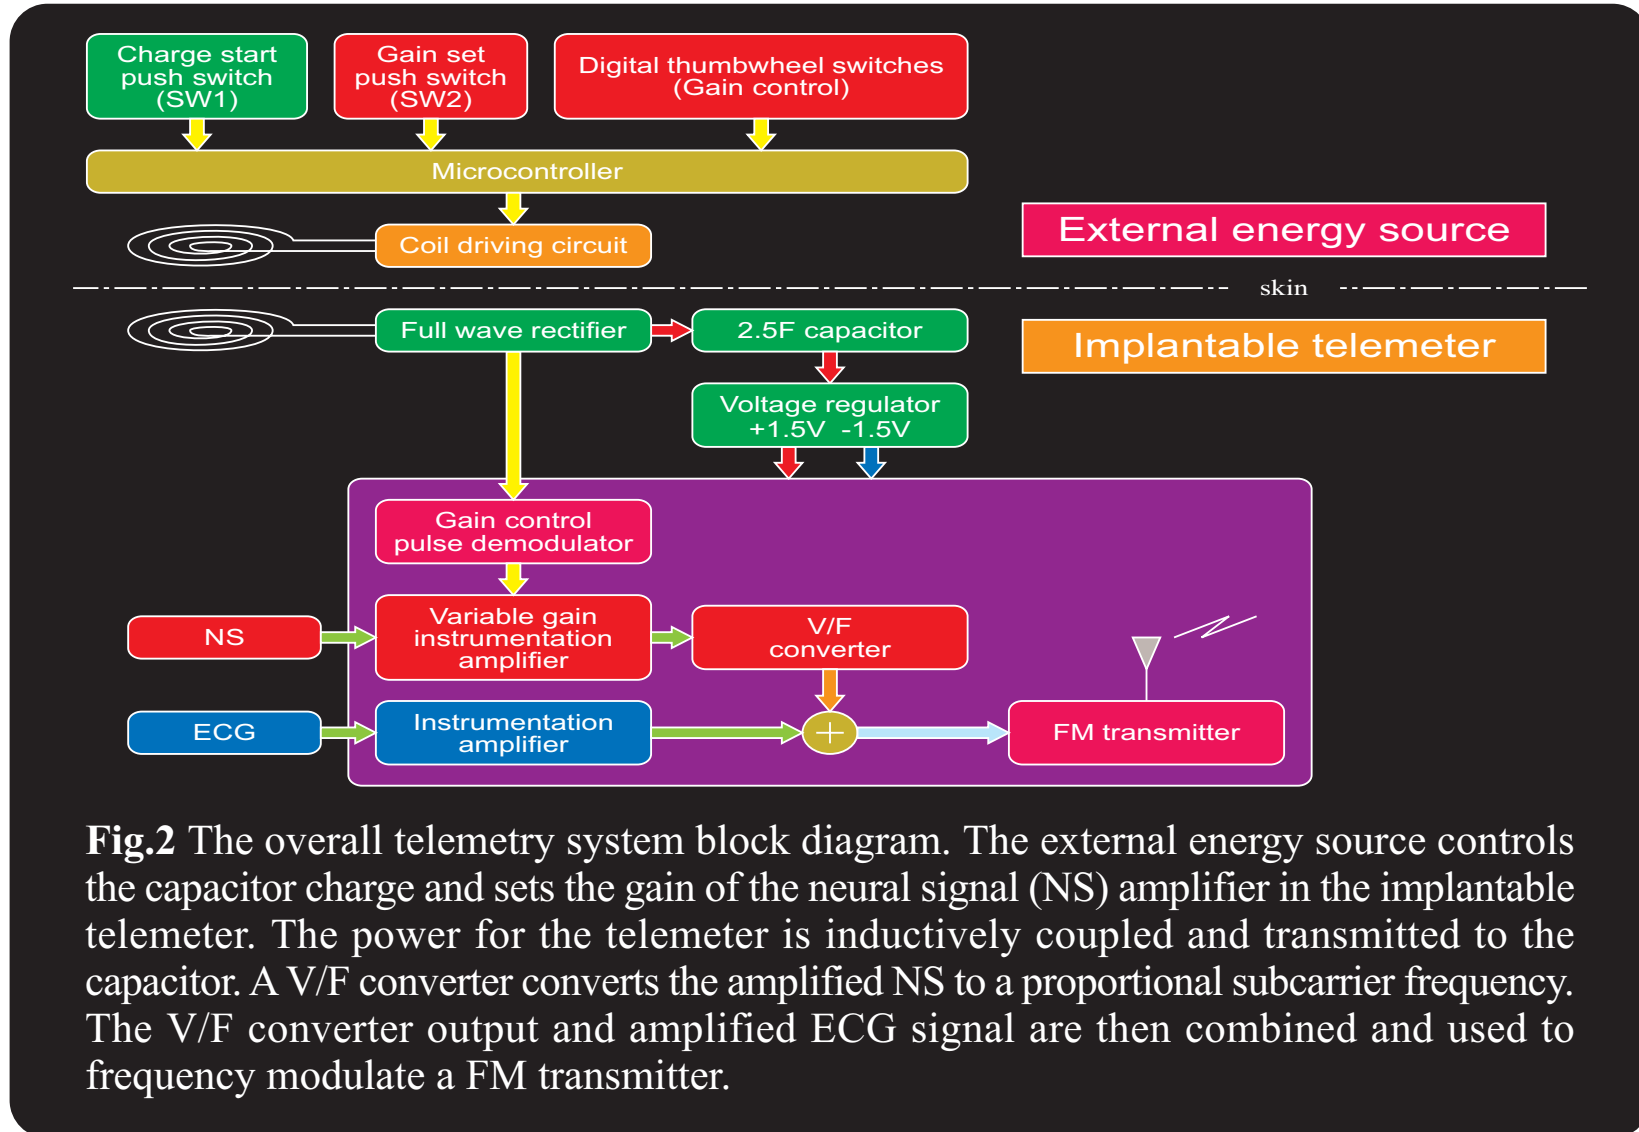 Charge start
push switch
(SW1)
Gain set
push switch
(SW2)
Digital thumbwheel switches
(Gain control)
Microcontroller
Coil driving circuit
External energy source
skin
Full wave rectifier
2.5F capacitor
Implantable telemeter
Voltage regulator
+1.5V -1.5V
Gain control
pulse demodulator
NS
Variable gain
instrumentation
amplifier
V/F
converter
ECG
Instrumentation
amplifier
+
FM transmitter
Fig.2 The overall telemetry system block diagram. The external energy source controls
the capacitor charge and sets the gain of the neural signal (NS) amplifier in the implantable
telemeter. The power for the telemeter is inductively coupled and transmitted to the
capacitor. A V/F converter converts the amplified NS to a proportional subcarrier frequency.
The V/F converter output and amplified ECG signal are then combined and used to
frequency modulate a FM transmitter.